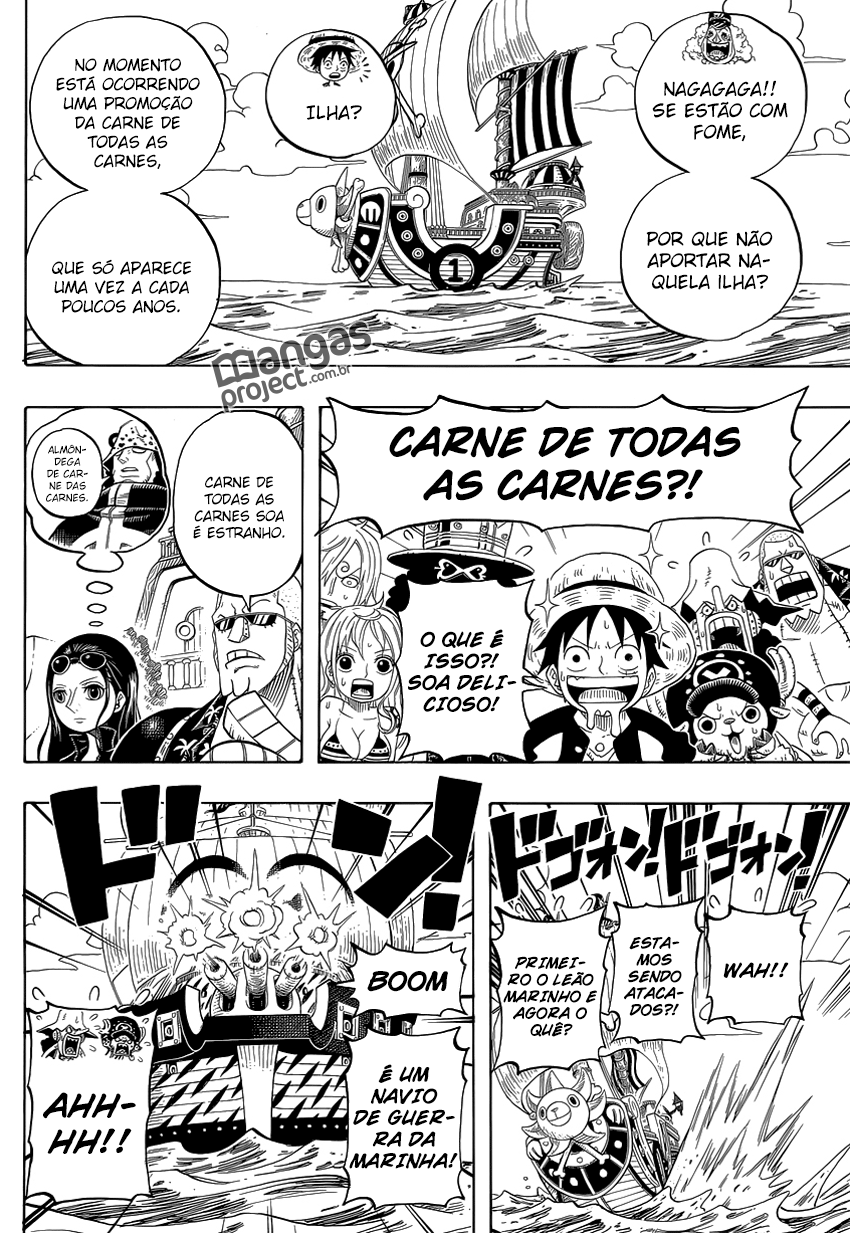 NAGAGAGA!!
SE ESTÃO COM
FOME,
POR QUE NÃO
APORTAR NA-
QUELA ILHA?
ILHA?
NO MOMENTO
ESTÁ OCORRENDO
UMA PROMOÇÃO
DA CARNE DE
TODAS AS
CARNES,
QUE SÓ APARECE
UMA VEZ A CADA
POUCOS ANOS.
1
mangas
project.com.br
CARNE DE TODAS
AS CARNES?!
O QUE É
ISSO?!
SOA DELI-
CIOSO!
CARNE DE
TODAS AS
CARNES SOA
É ESTRANHO.
ALMÔN-
DEGA
DE CAR-
NE DAS
CARNES.
ドゴォン!
ドゴォン!
WAH!!
ESTA-
MOS
SENDO
ATACA-
DOS?!
PRIMEI-
RO O LEÃO
MARINHO E
AGORA O
QUÊ?
ドン!
BOOM
É UM
NAVIO
DE GUER-
RA DA
MARINHA!
AHH-
HH!!